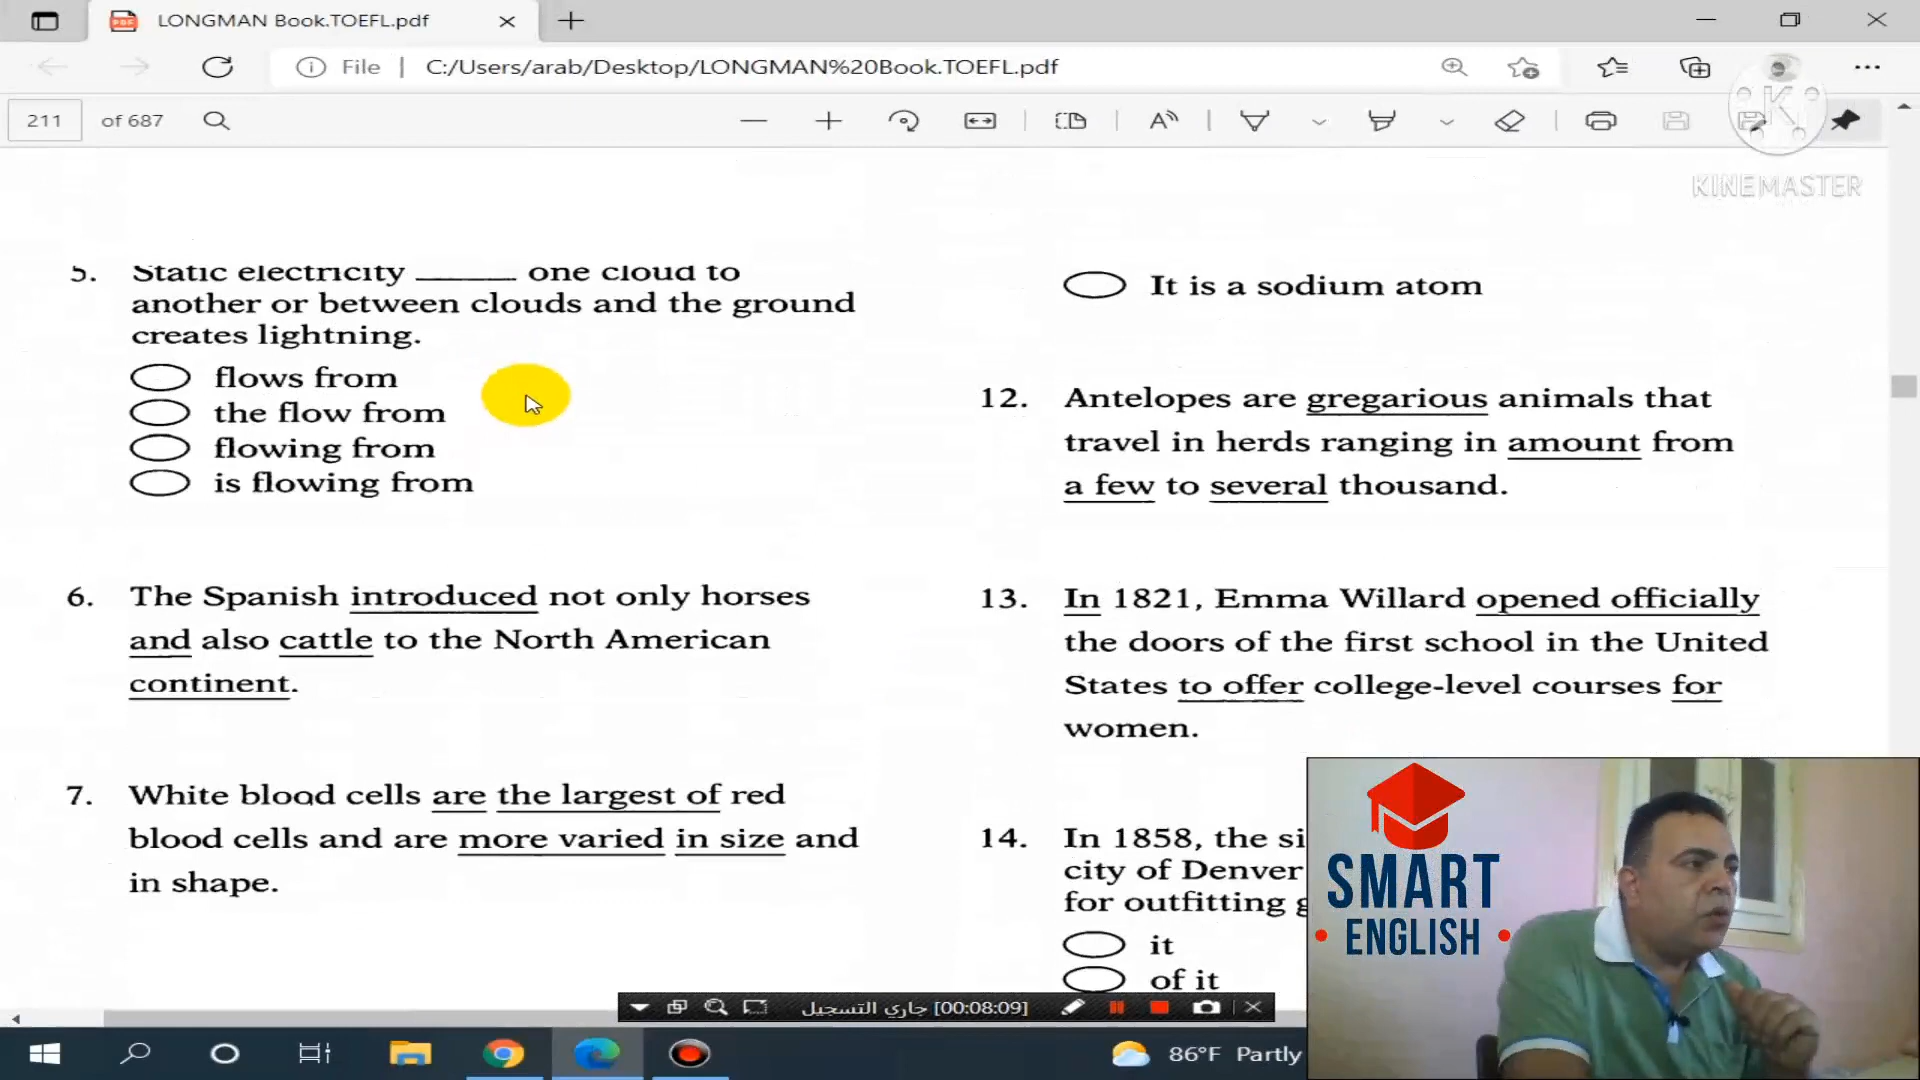 LONGMAN Book.TOEFL.pdf
File
C:/Users/arab/Desktop/LONGMAN%20Book.TOEFL.pdf
211 of 687
KINEMASTER
5. Static electricity ______ one cloud to
another or between clouds and the ground
creates lightning.
flows from
the flow from
flowing from
is flowing from
6. The Spanish introduced not only horses
and also cattle to the North American
continent.
7. White blood cells are the largest of red
blood cells and are more varied in size and
in shape.
It is a sodium atom
12. Antelopes are gregarious animals that
travel in herds ranging in amount from
a few to several thousand.
13. In 1821, Emma Willard opened officially
the doors of the first school in the United
States to offer college-level courses for
women.
14. In 1858, the si
city of Denver
for outfitting g
it
of it
SMART
ENGLISH
جاري التسجيل [00:08:09]
86°F Partly